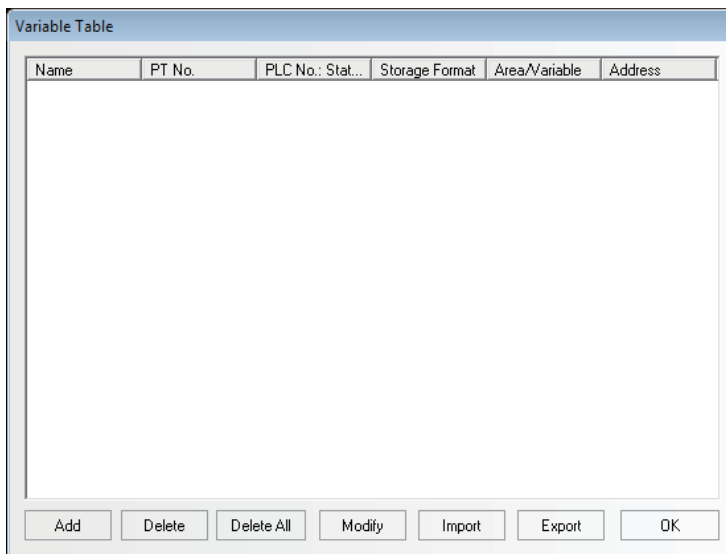 Variable Table
Name PT No. PLC No.: Stat... Storage Format Area/Variable Address
Add Delete Delete All Modify Import Export OK